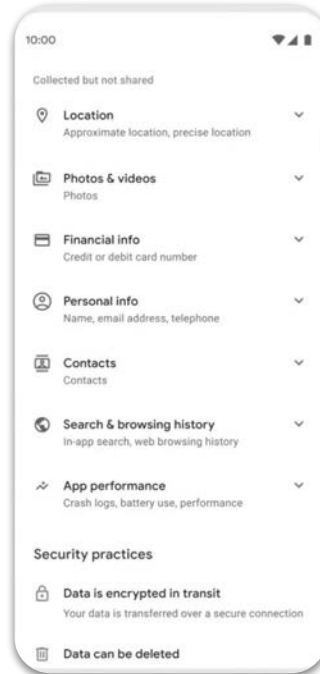 10:00
Collected but not shared
Location
Approximate location, precise location
Photos & videos
Photos
Financial info
Credit or debit card number
Personal info
Name, email address, telephone
Contacts
Contacts
Search & browsing history
In-app search, web browsing history
App performance
Crash logs, battery use, performance
Security practices
Data is encrypted in transit
Your data is transferred over a secure connection
Data can be deleted